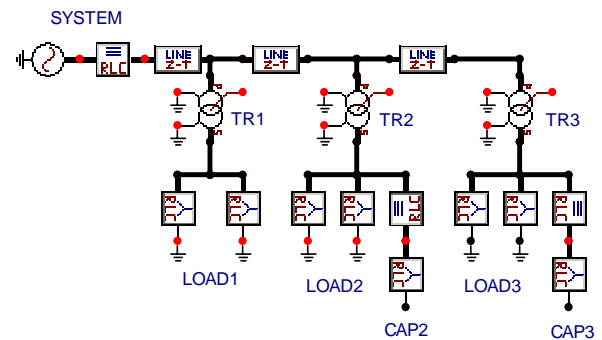 SYSTEM
RLC
LINE
Z-T
LINE
Z-T
LINE
Z-T
P
S
TR1
P
S
TR2
P
S
TR3
RLC
RLC
RLC
RLC
RLC
RLC
RLC
RLC
LOAD1
LOAD2
RLC
LOAD3
RLC
CAP2
CAP3